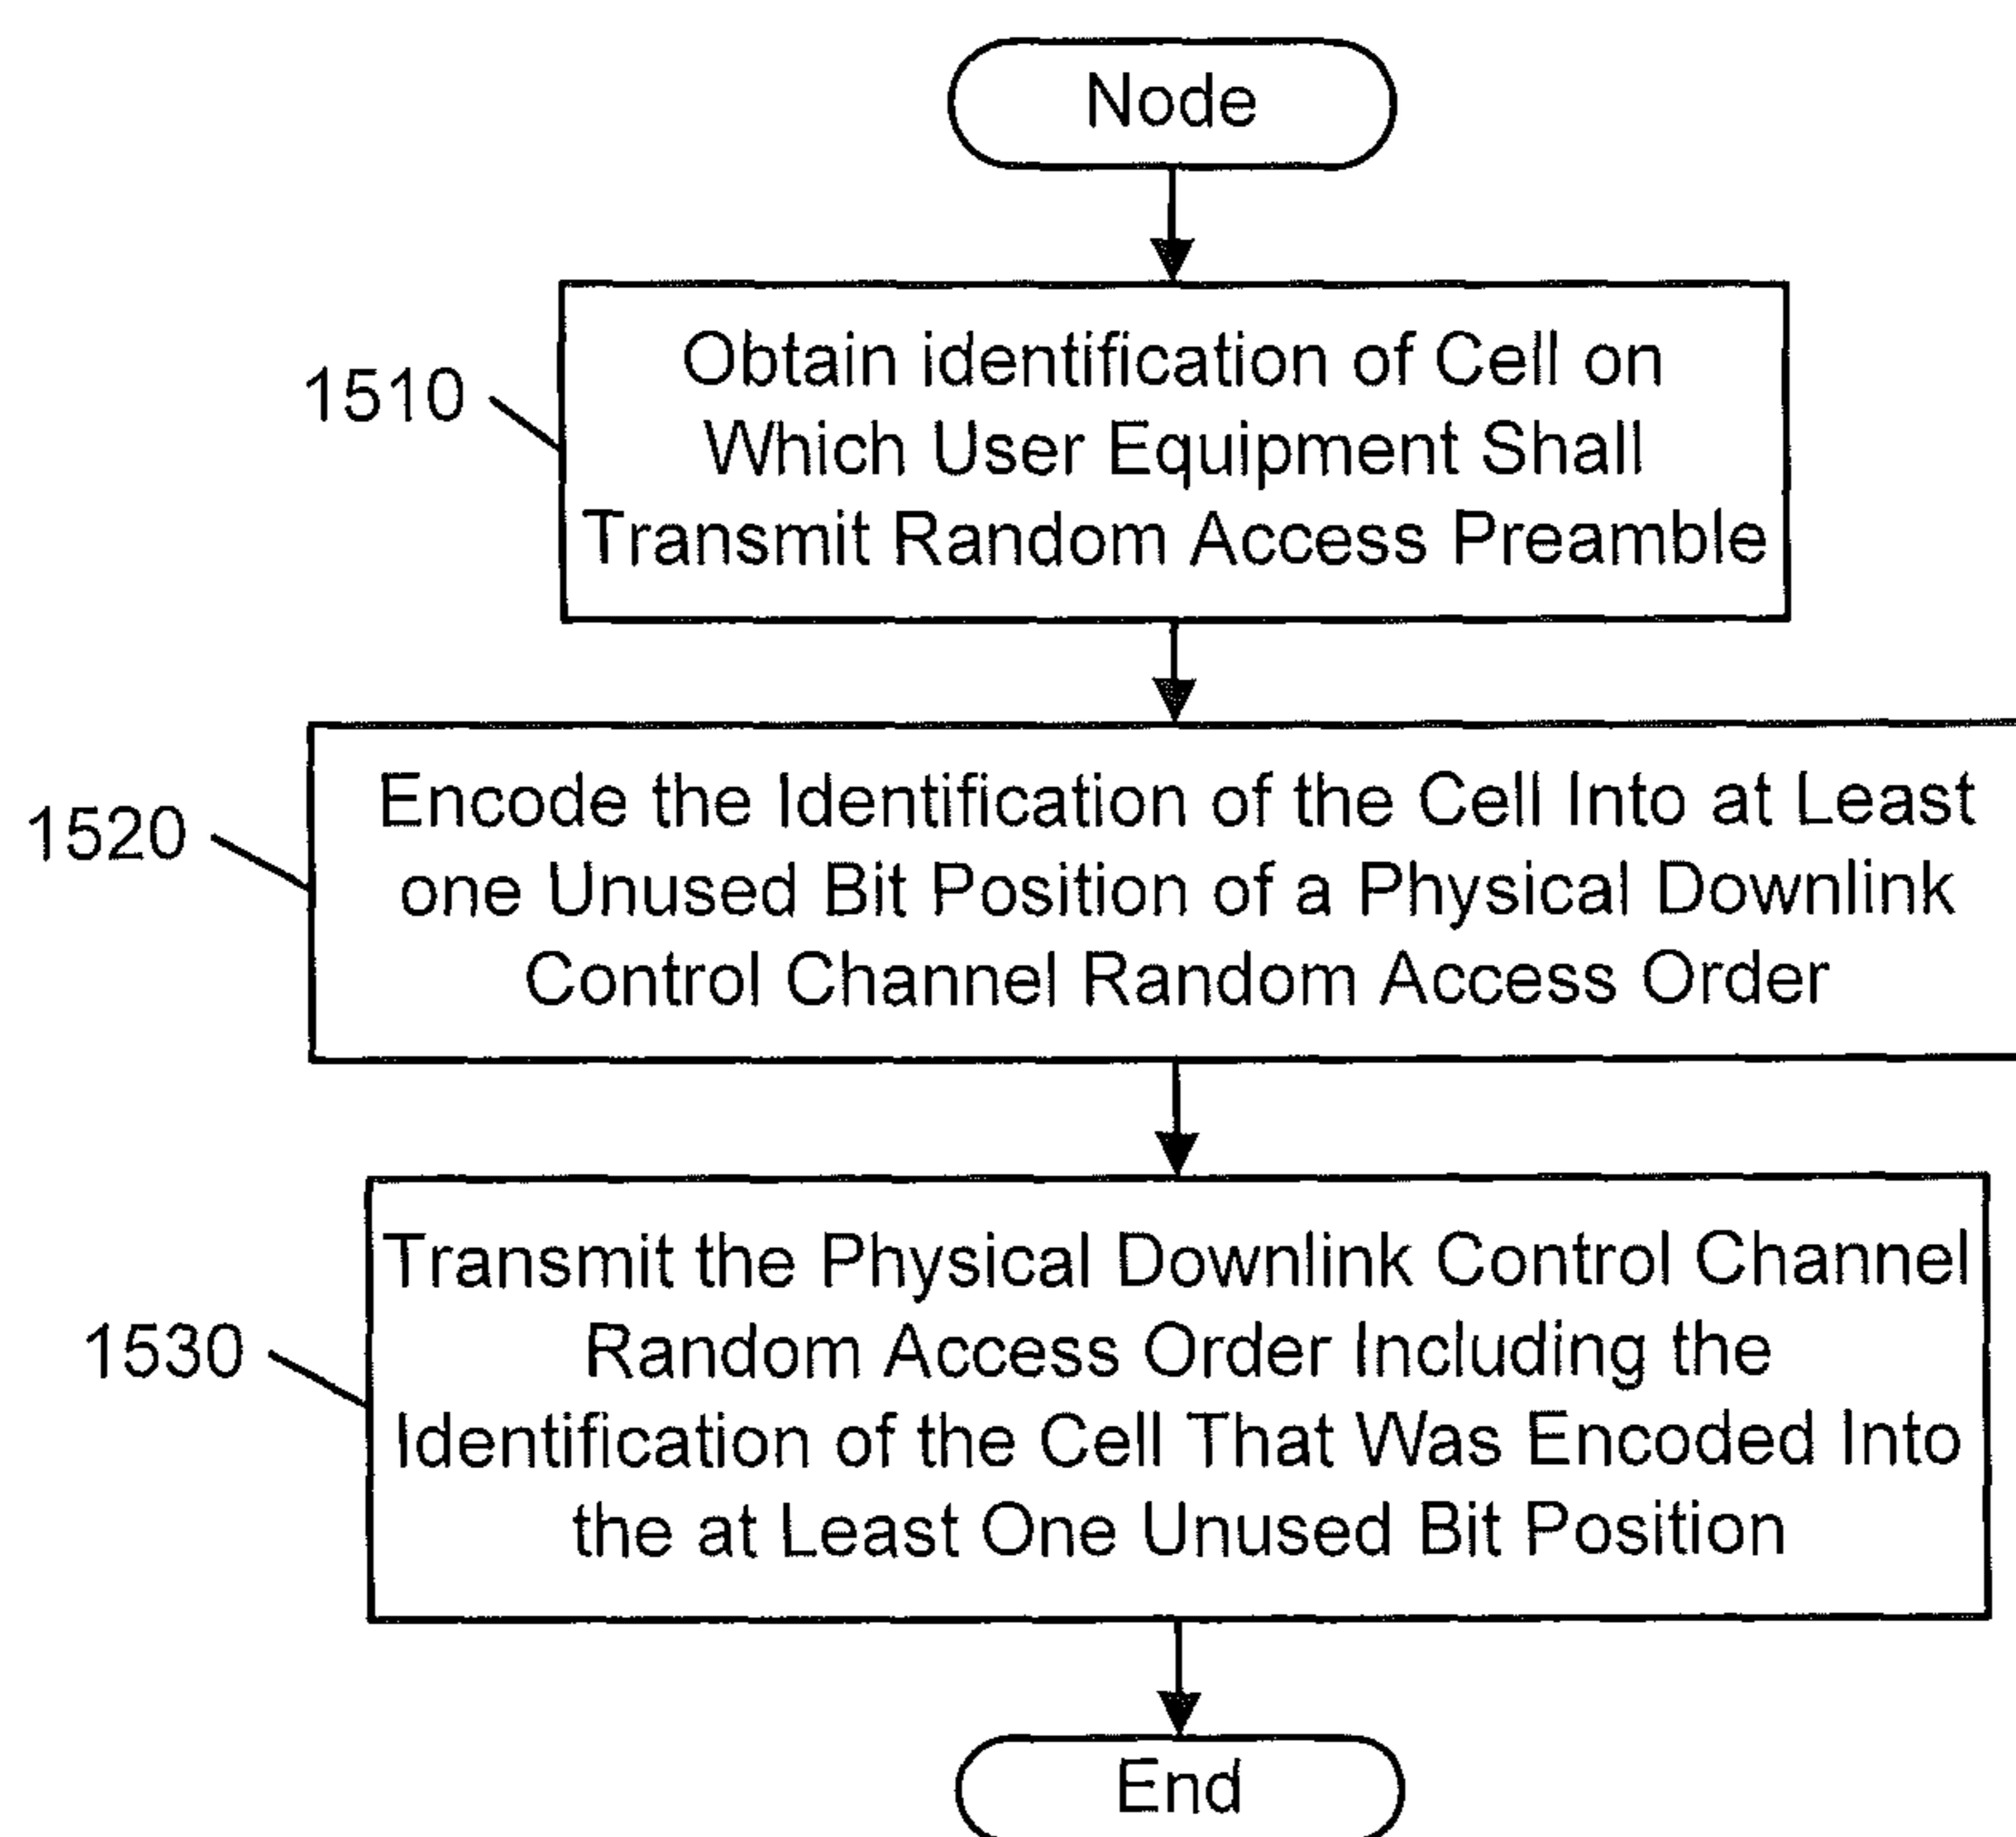 Node
1510
Obtain identification of Cell on
Which User Equipment Shall
Transmit Random Access Preamble
1520
Encode the Identification of the Cell Into at Least
one Unused Bit Position of a Physical Downlink
Control Channel Random Access Order
1530
Transmit the Physical Downlink Control Channel
Random Access Order Including the
Identification of the Cell That Was Encoded Into
the at Least One Unused Bit Position
End